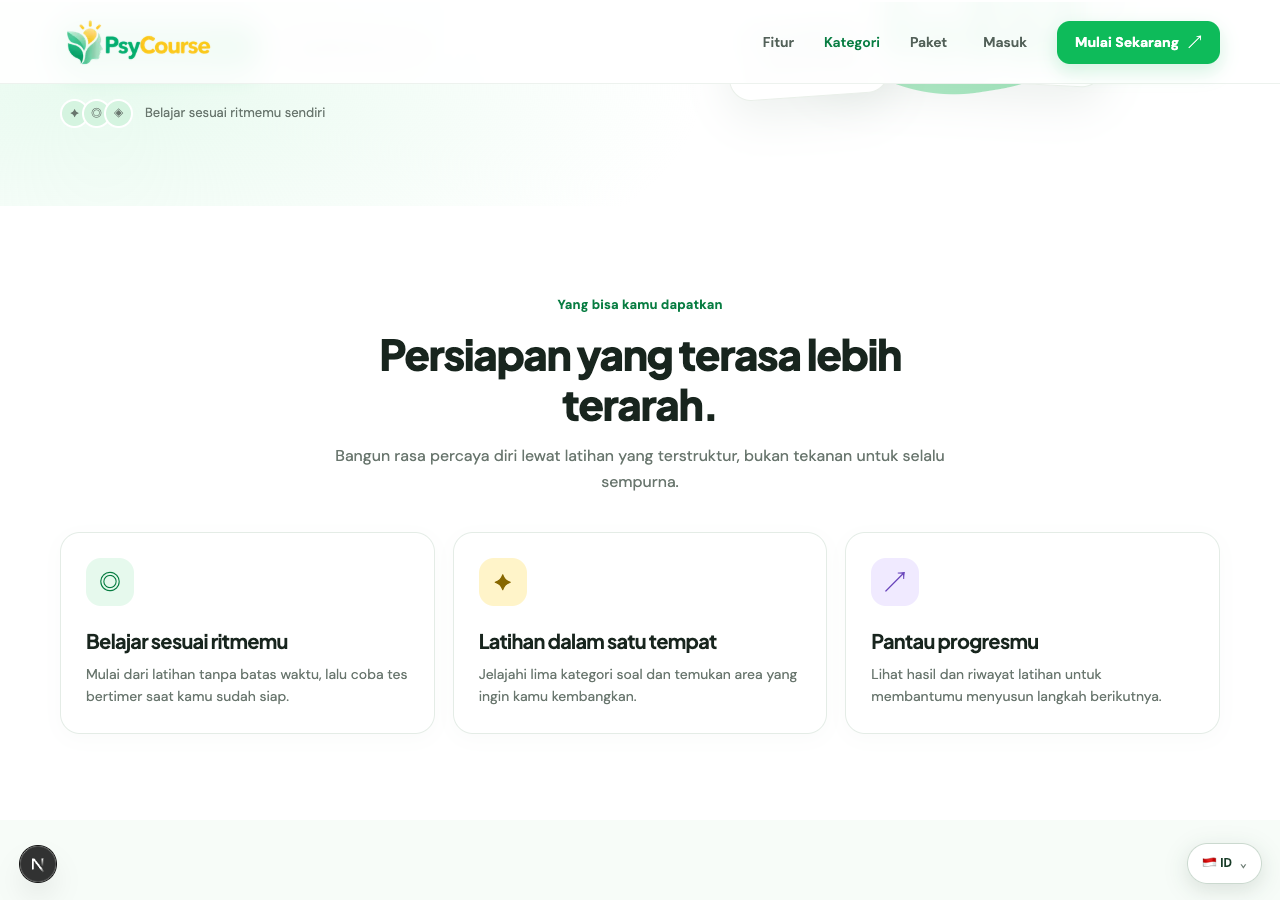 PsyCourse
Fitur
Kategori
Paket
Masuk
Mulai Sekarang ↗
Belajar sesuai ritmemu sendiri
Yang bisa kamu dapatkan
Persiapan yang terasa lebih
terarah.
Bangun rasa percaya diri lewat latihan yang terstruktur, bukan tekanan untuk selalu
sempurna.
Belajar sesuai ritmemu
Mulai dari latihan tanpa batas waktu, lalu coba tes
bertimer saat kamu sudah siap.
Latihan dalam satu tempat
Jelajahi lima kategori soal dan temukan area yang
ingin kamu kembangkan.
Pantau progresmu
Lihat hasil dan riwayat latihan untuk
membantumu menyusun langkah berikutnya.
N
ID